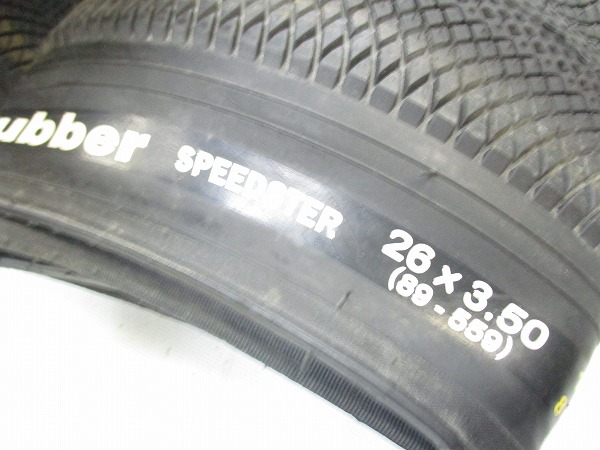 ubber SPEEDSTER
26 x 3.50
(89-559)